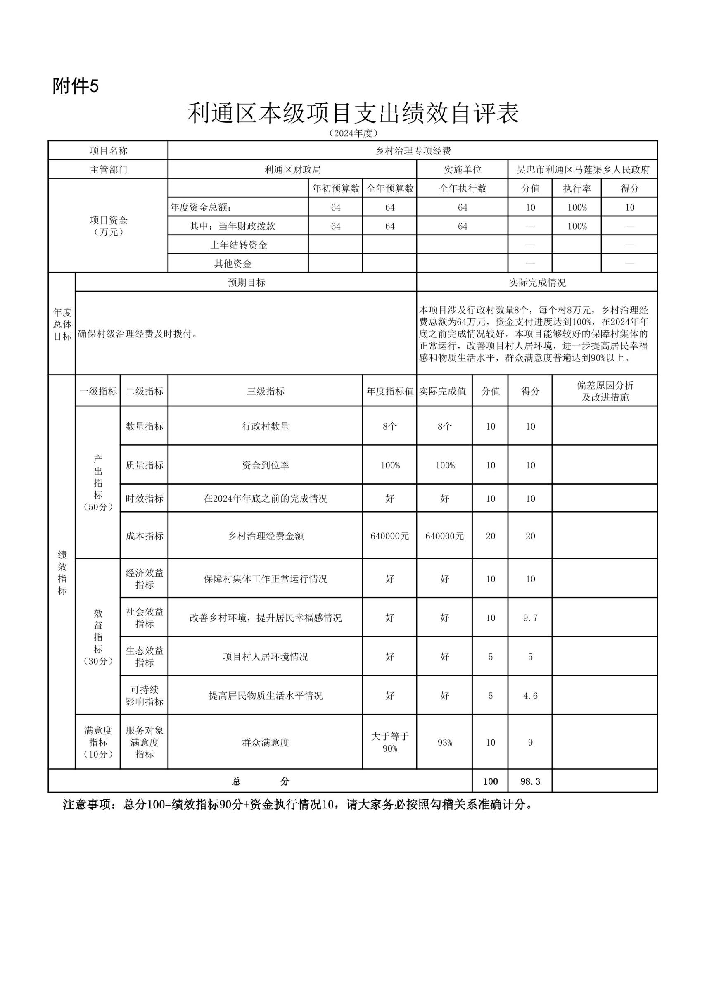 附件5
利通区本级项目支出绩效自评表
（2024年度）
项目名称 乡村治理专项经费
主管部门 利通区财政局 实施单位 吴忠市利通区马莲渠乡人民政府
项目资金
（万元）
年初预算数 全年预算数 全年执行数 分值 执行率 得分
年度资金总额： 64 64 64 10 100% 10
其中：当年财政拨款 64 64 64 — 100% —
上年结转资金 — —
其他资金 — —
年度
总体
目标
预期目标 实际完成情况
确保村级治理经费及时拨付。
本项目涉及行政村数量8个，每个村8万元，乡村治理经
费总额为64万元，资金支付进度达到100%，在2024年年
底之前完成情况较好。本项目能够较好的保障村集体的
正常运行，改善项目村人居环境，进一步提高居民幸福
感和物质生活水平，群众满意度普遍达到90%以上。
绩
效
指
标
一级指标 二级指标 三级指标 年度指标值 实际完成值 分值 得分 偏差原因分析
及改进措施
产
出
指
标
（50分）
数量指标 行政村数量 8个 8个 10 10
质量指标 资金到位率 100% 100% 10 10
时效指标 在2024年年底之前的完成情况 好 好 10 10
成本指标 乡村治理经费金额 640000元 640000元 20 20
效
益
指
标
（30分）
经济效益
指标 保障村集体工作正常运行情况 好 好 10 10
社会效益
指标 改善乡村环境，提升居民幸福感情况 好 好 10 9.7
生态效益
指标 项目村人居环境情况 好 好 5 5
可持续
影响指标 提高居民物质生活水平情况 好 好 5 4.6
满意度
指标
（10分）
服务对象
满意度
指标
群众满意度 大于等于
90% 93% 10 9
总 分 100 98.3
注意事项：总分100=绩效指标90分+资金执行情况10，请大家务必按照勾稽关系准确计分。